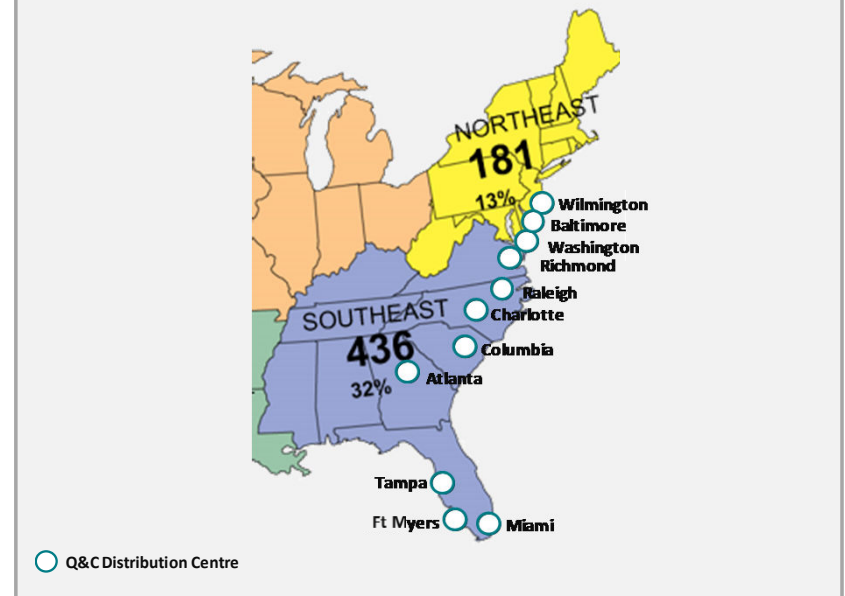 NORTHEAST
181
13%
Wilmington
Baltimore
Washington
Richmond
Raleigh
Charlotte
SOUTHEAST
436
32%
Columbia
Atlanta
Tampa
Ft Myers
Miami
Q&C Distribution Centre